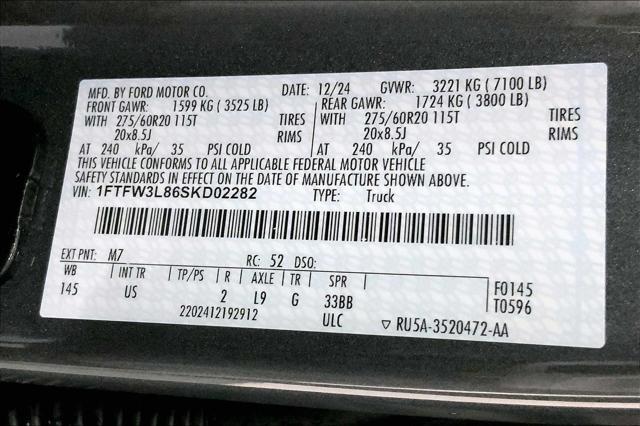 MFD. BY FORD MOTOR CO. DATE: 12/24 GVWR: 3221 KG ( 7100 LB)
FRONT GAWR: 1599 KG ( 3525 LB) REAR GAWR: 1724 KG ( 3800 LB)
WITH 275/60R20 115T TIRES WITH 275/60R20 115T TIRES
20x8.5J RIMS 20x8.5J RIMS
AT 240 kPa/ 35 PSI COLD AT 240 kPa/ 35 PSI COLD
THIS VEHICLE CONFORMS TO ALL APPLICABLE FEDERAL MOTOR VEHICLE
SAFETY STANDARDS IN EFFECT ON THE DATE OF MANUFACTURE SHOWN ABOVE.
VIN: 1FTFW3L86SKD02282 TYPE: Truck
EXT PNT: M7 RC: 52 DSO:
WB INT TR TP/PS R AXLE TR SPR F0145
145 US 2 L9 G 33BB T0596
2202412192912 ULC ▽ RU5A-3520472-AA